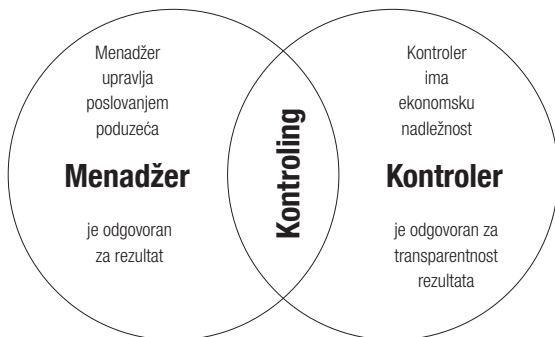 Menadžer
upravlja
poslovanjem
poduzeća
Menadžer
je odgovoran
za rezultat
Kontroling
Kontroler
ima
ekonomsku
nadležnost
Kontroler
je odgovoran za
transparentnost
rezultata